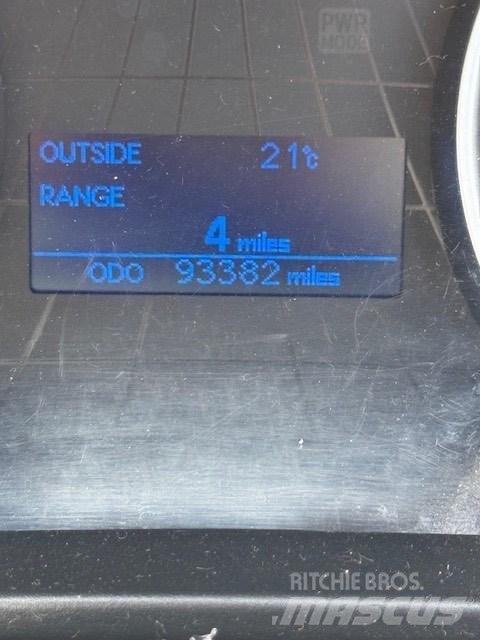 PWR
MODE
OUTSIDE 21°C
RANGE
4 miles
ODO 93382 miles
RITCHIE BROS.
MASCUS